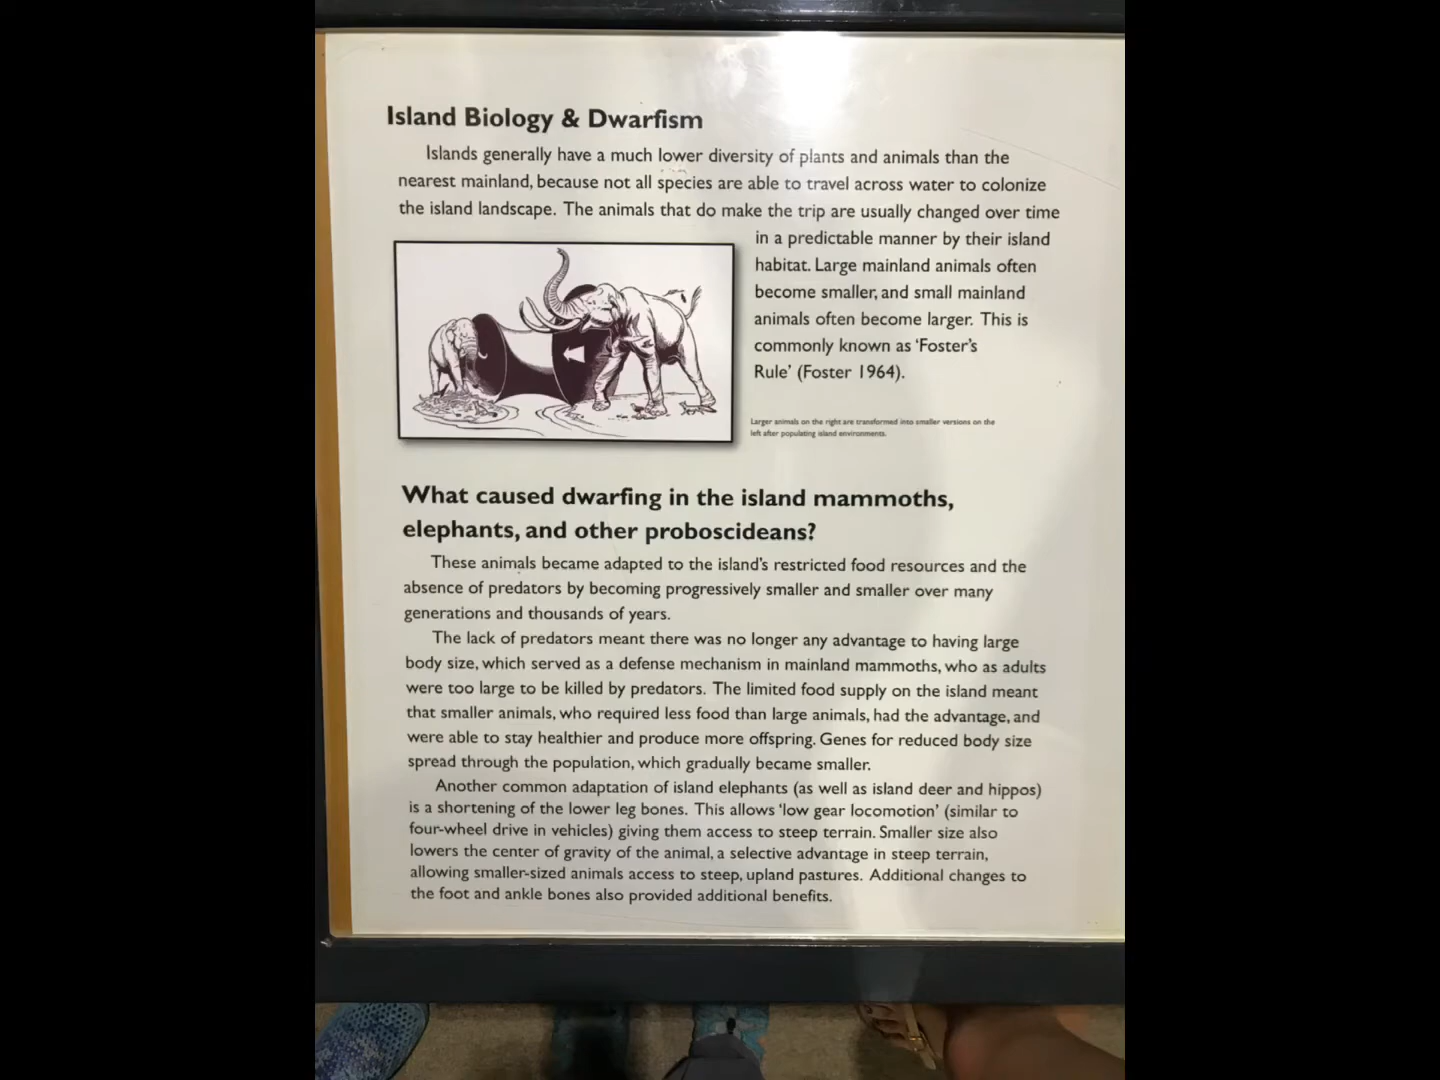 Island Biology & Dwarfism
Islands generally have a much lower diversity of plants and animals than the
nearest mainland, because not all species are able to travel across water to colonize
the island landscape. The animals that do make the trip are usually changed over time
in a predictable manner by their island
habitat. Large mainland animals often
become smaller, and small mainland
animals often become larger. This is
commonly known as ‘Foster’s
Rule’ (Foster 1964).
Larger animals on the right are transformed into smaller versions on the
left after populating island environments.
What caused dwarfing in the island mammoths,
elephants, and other proboscideans?
These animals became adapted to the island’s restricted food resources and the
absence of predators by becoming progressively smaller and smaller over many
generations and thousands of years.
The lack of predators meant there was no longer any advantage to having large
body size, which served as a defense mechanism in mainland mammoths, who as adults
were too large to be killed by predators. The limited food supply on the island meant
that smaller animals, who required less food than large animals, had the advantage, and
were able to stay healthier and produce more offspring. Genes for reduced body size
spread through the population, which gradually became smaller.
Another common adaptation of island elephants (as well as island deer and hippos)
is a shortening of the lower leg bones. This allows ‘low gear locomotion’ (similar to
four-wheel drive in vehicles) giving them access to steep terrain. Smaller size also
lowers the center of gravity of the animal, a selective advantage in steep terrain,
allowing smaller-sized animals access to steep, upland pastures. Additional changes to
the foot and ankle bones also provided additional benefits.